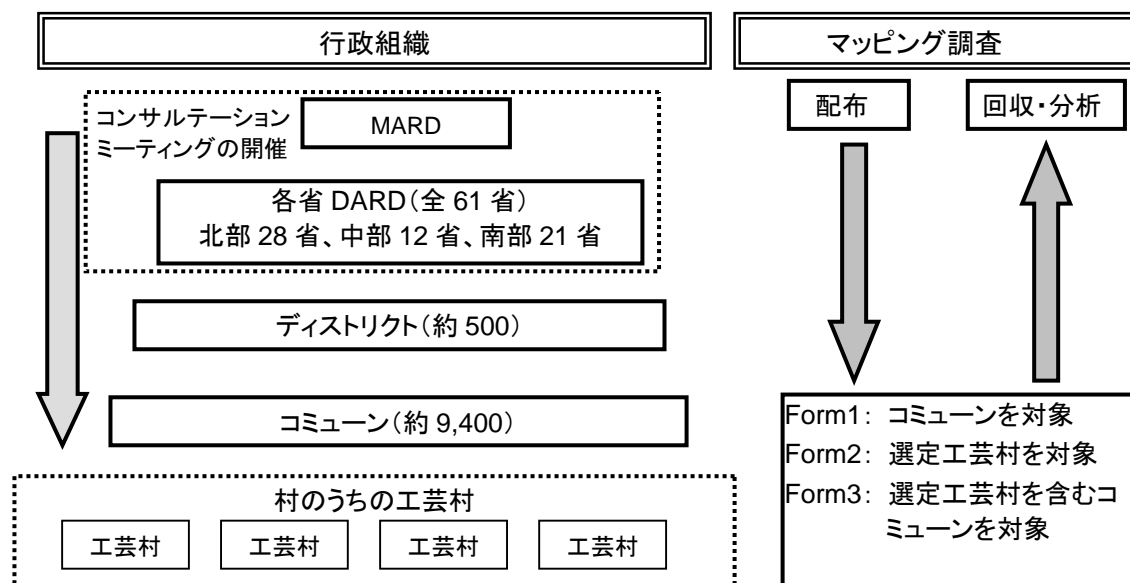 行政組織
マッピング調査
コンサルテーション
ミーティングの開催
MARD
各省 DARD（全 61 省）
北部 28 省、中部 12 省、南部 21 省
ディストリクト（約 500）
コミューン（約 9,400）
村のうちの工芸村
工芸村
工芸村
工芸村
工芸村
配布
回収・分析
Form1： コミューンを対象
Form2： 選定工芸村を対象
Form3： 選定工芸村を含むコ
ミューンを対象